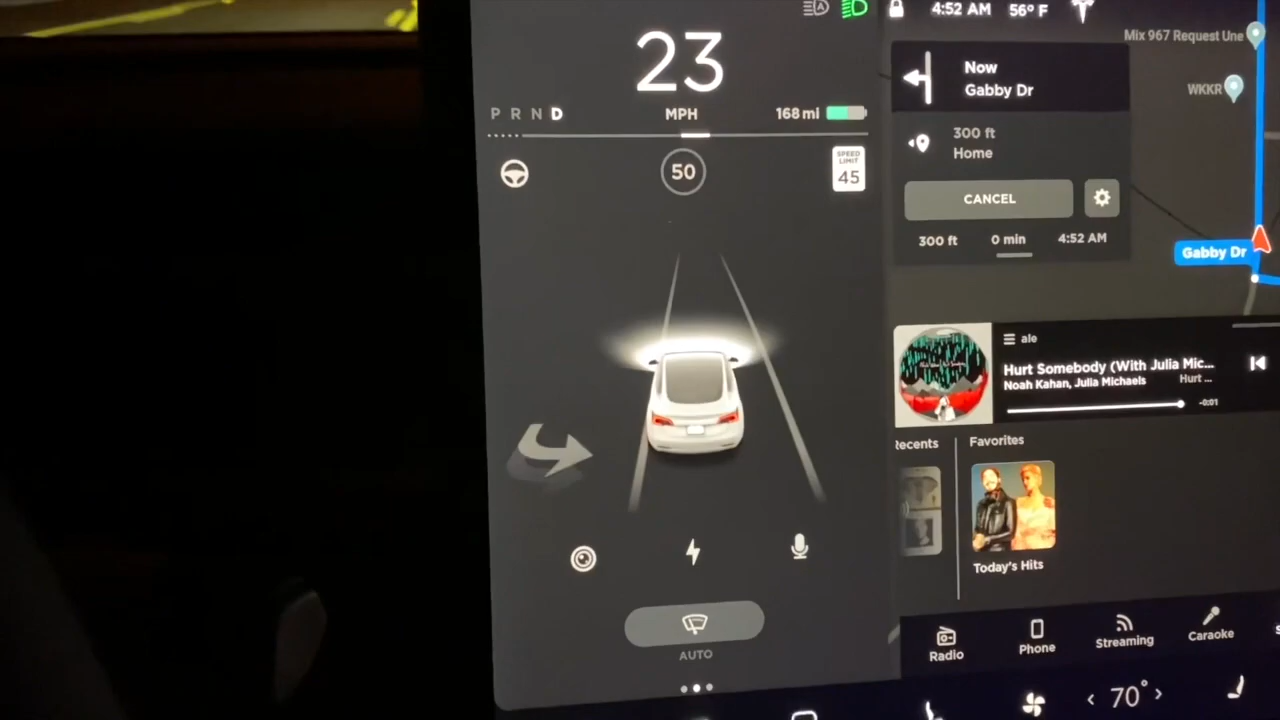 4:52 AM 56° F
23
P R N D
MPH
168 mi
50
SPEED
LIMIT
45
AUTO
Mix 967 Request Line
WKKR
Now
Gabby Dr
300 ft
Home
CANCEL
300 ft 0 min 4:52 AM
Gabby Dr
ale
Hurt Somebody (With Julia Mic...
Noah Kahan, Julia Michaels Hurt ...
-0:01
Recents Favorites
Today's Hits
Radio Phone Streaming Caraoke
70°